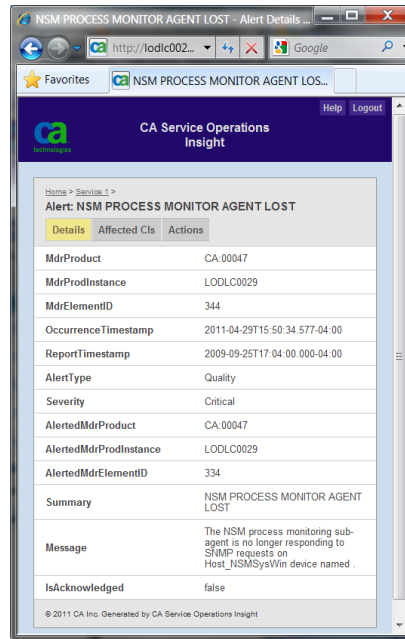 NSM PROCESS MONITOR AGENT LOST - Alert Details ...
http://lodlc002...
Google
Favorites
NSM PROCESS MONITOR AGENT LOS...
Help Logout
ca
technologies
CA Service Operations
Insight
Home > Service 1 >
Alert: NSM PROCESS MONITOR AGENT LOST
Details Affected CIs Actions
MdrProduct CA:00047
MdrProdInstance LODLC0029
MdrElementID 344
OccurrenceTimestamp 2011-04-29T15:50:34.577-04:00
ReportTimestamp 2009-09-25T17:04:00.000-04:00
AlertType Quality
Severity Critical
AlertedMdrProduct CA:00047
AlertedMdrProdInstance LODLC0029
AlertedMdrElementID 334
Summary NSM PROCESS MONITOR AGENT
LOST
Message The NSM process monitoring sub-
agent is no longer responding to
SNMP requests on
Host_NSMSysWin device named .
IsAcknowledged false
© 2011 CA Inc. Generated by CA Service Operations Insight